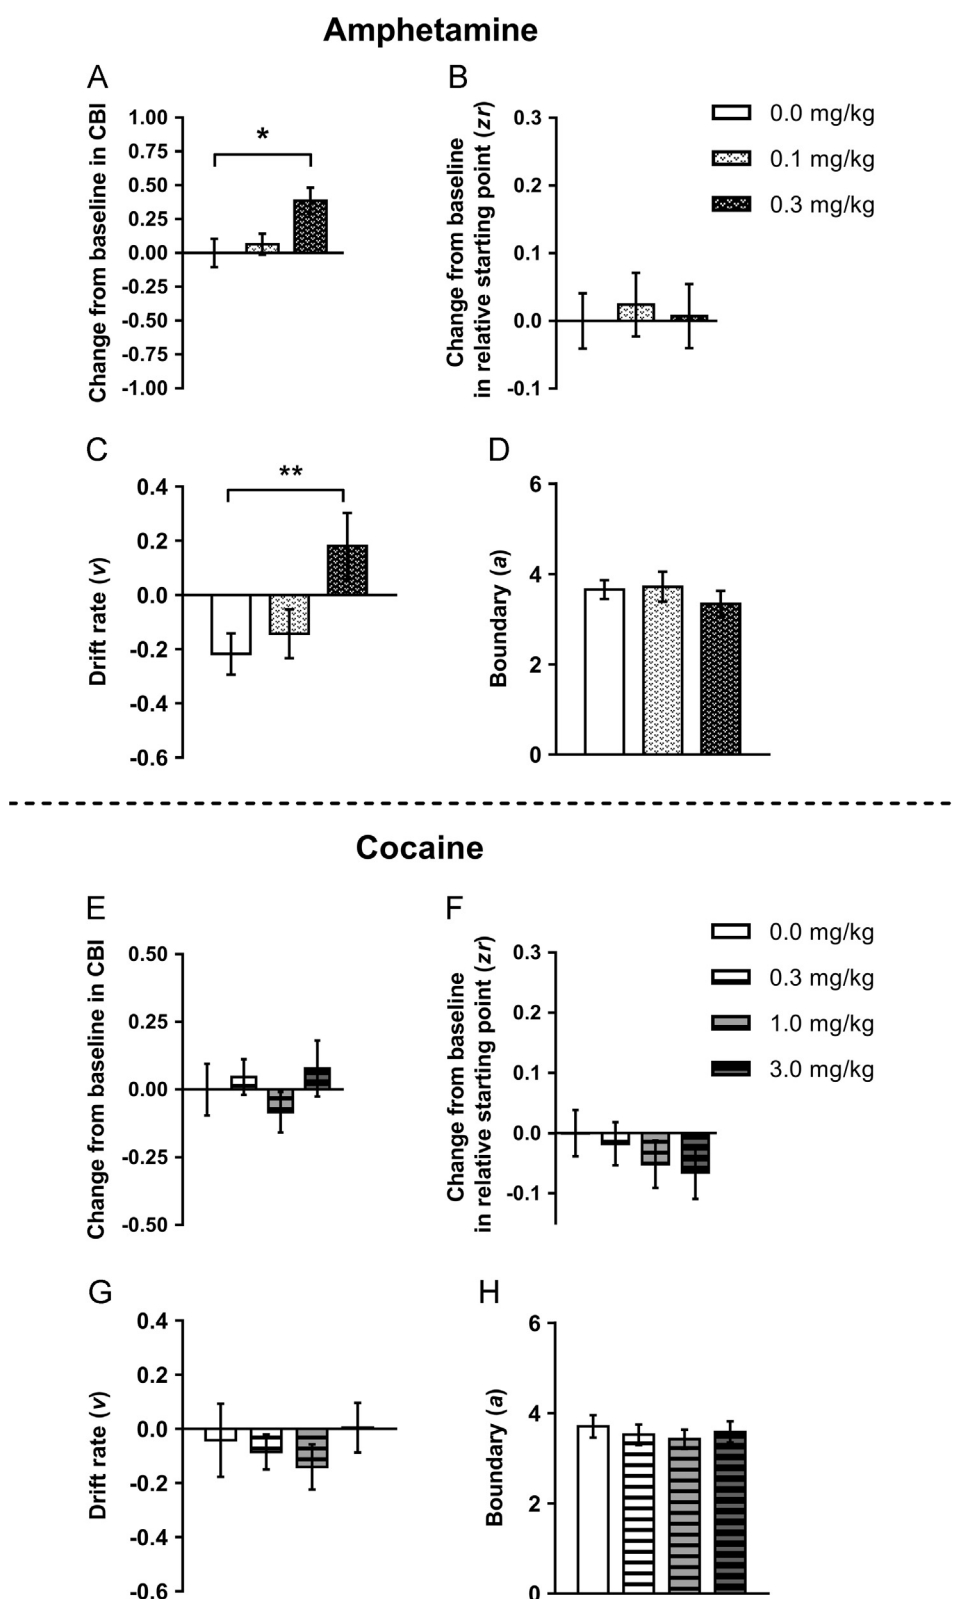 Amphetamine
A
Change from baseline in CBI
1.00
0.75
0.50
0.25
0.00
-0.25
-0.50
-0.75
-1.00
*
B
Change from baseline
in relative starting point (zr)
0.3
0.2
0.1
0.0
-0.1
0.0 mg/kg
0.1 mg/kg
0.3 mg/kg
C
Drift rate (v)
0.4
0.2
0.0
-0.2
-0.4
-0.6
**
D
Boundary (a)
6
4
2
0
Cocaine
E
Change from baseline in CBI
0.50
0.25
0.00
-0.25
-0.50
F
Change from baseline
in relative starting point (zr)
0.3
0.2
0.1
0.0
-0.1
0.0 mg/kg
0.3 mg/kg
1.0 mg/kg
3.0 mg/kg
G
Drift rate (v)
0.4
0.2
0.0
-0.2
-0.4
-0.6
H
Boundary (a)
6
4
2
0